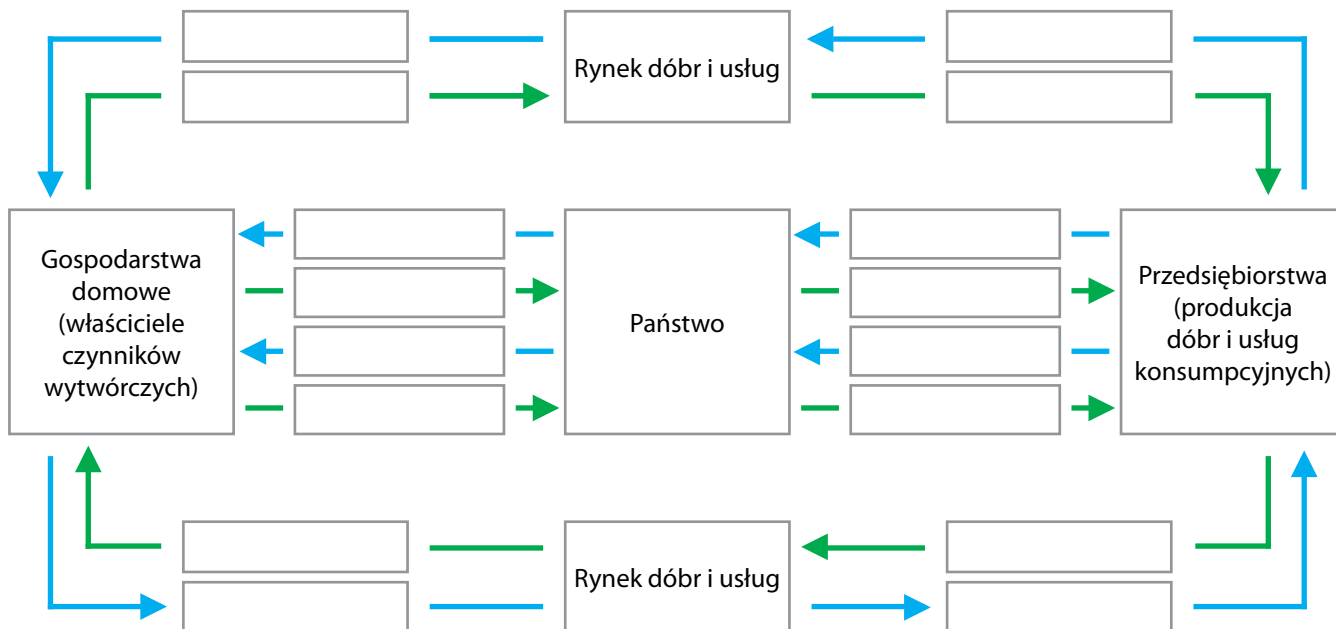 Rynek dóbr i usług
Gospodarstwa
domowe
(właściciele
czynników
wytwórczych)
Państwo
Przedsiębiorstwa
(produkcja
dóbr i usług
konsumpcyjnych)
Rynek dóbr i usług